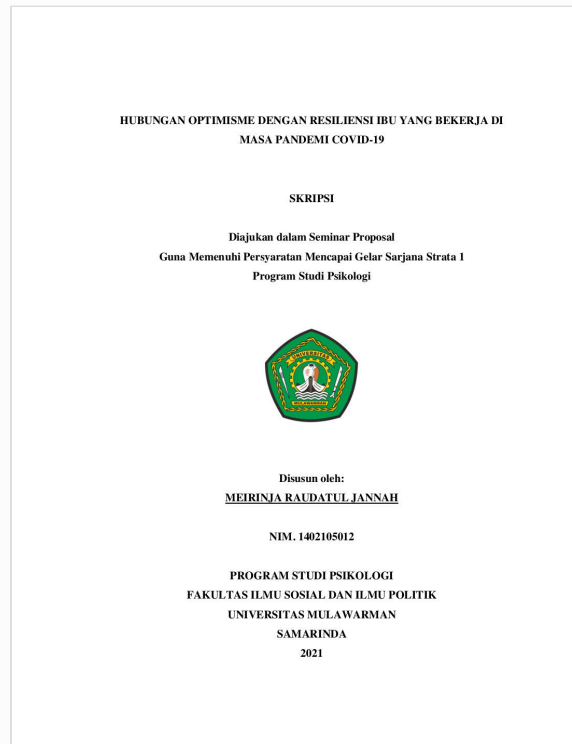 HUBUNGAN OPTIMISME DENGAN RESILIENSI IBU YANG BEKERJA DI
MASA PANDEMI COVID-19
SKRIPSI
Diajukan dalam Seminar Proposal
Guna Memenuhi Persyaratan Mencapai Gelar Sarjana Strata 1
Program Studi Psikologi
UNIVERSITAS
MULAWARMAN
Disusun oleh:
MEIRINJA RAUDATUL JANNAH
NIM. 1402105012
PROGRAM STUDI PSIKOLOGI
FAKULTAS ILMU SOSIAL DAN ILMU POLITIK
UNIVERSITAS MULAWARMAN
SAMARINDA
2021